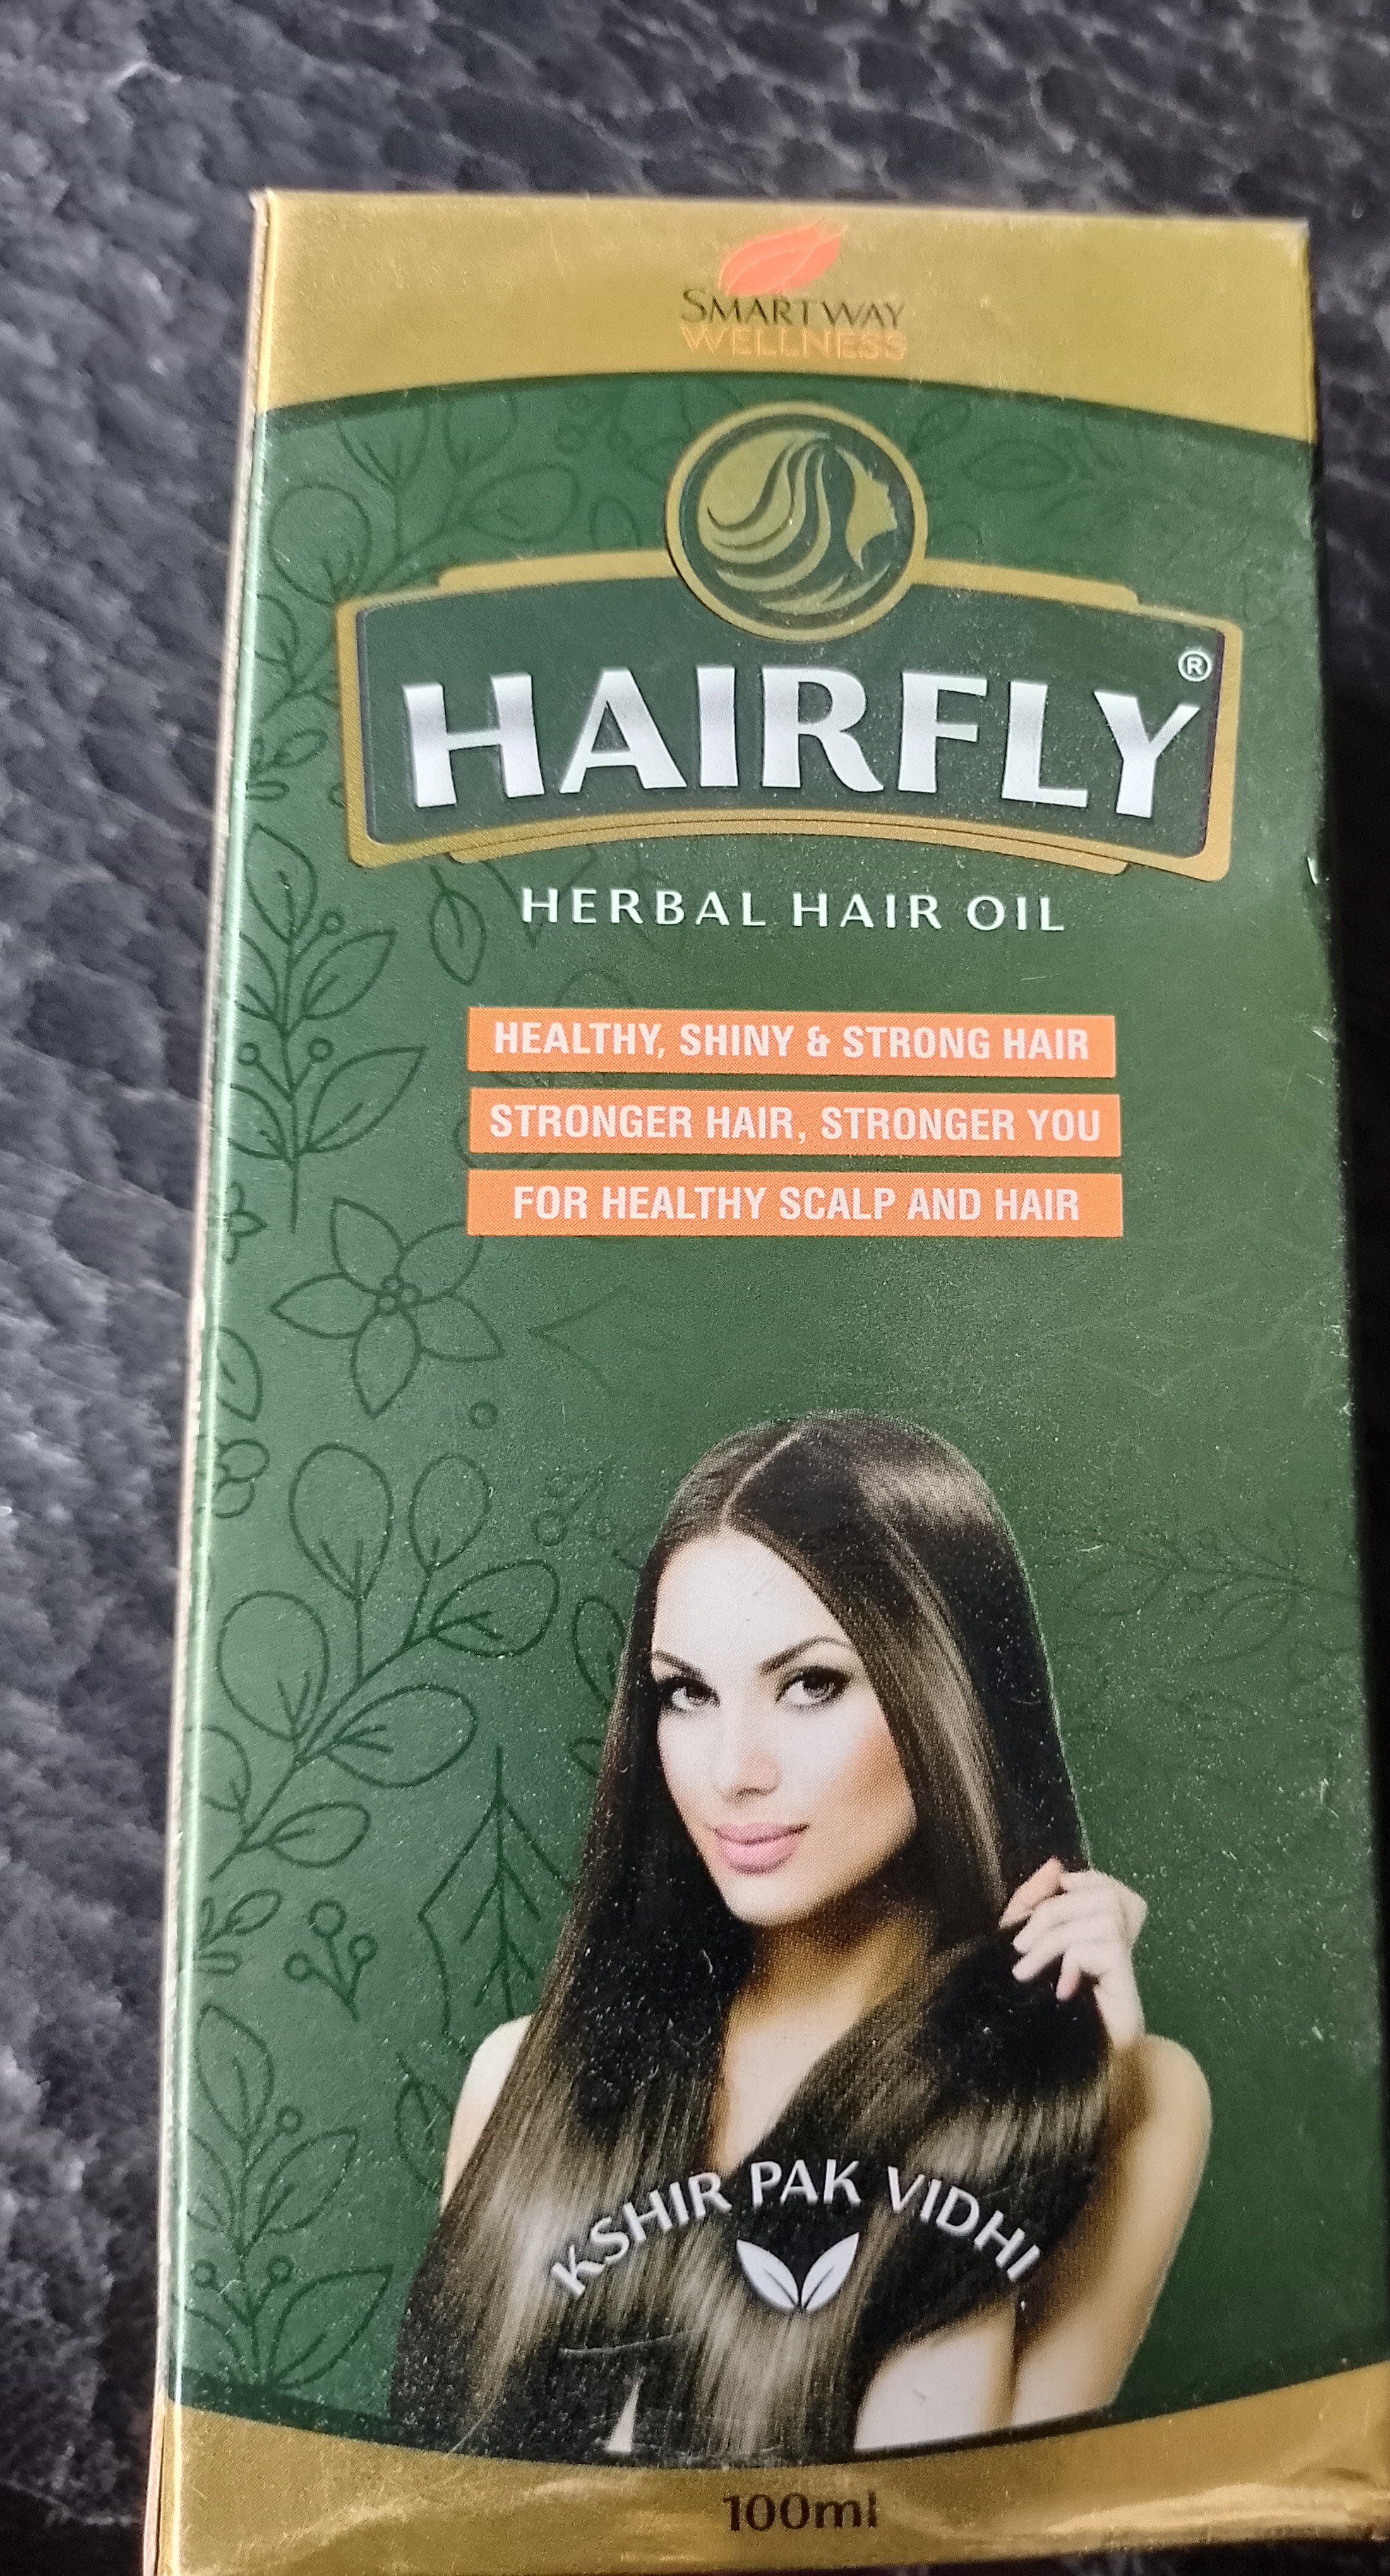 SMARTWAY
WELLNESS
HAIRFLY®
HERBAL HAIR OIL
HEALTHY, SHINY & STRONG HAIR
STRONGER HAIR, STRONGER YOU
FOR HEALTHY SCALP AND HAIR
KSHIR PAK VIDHI
100ml